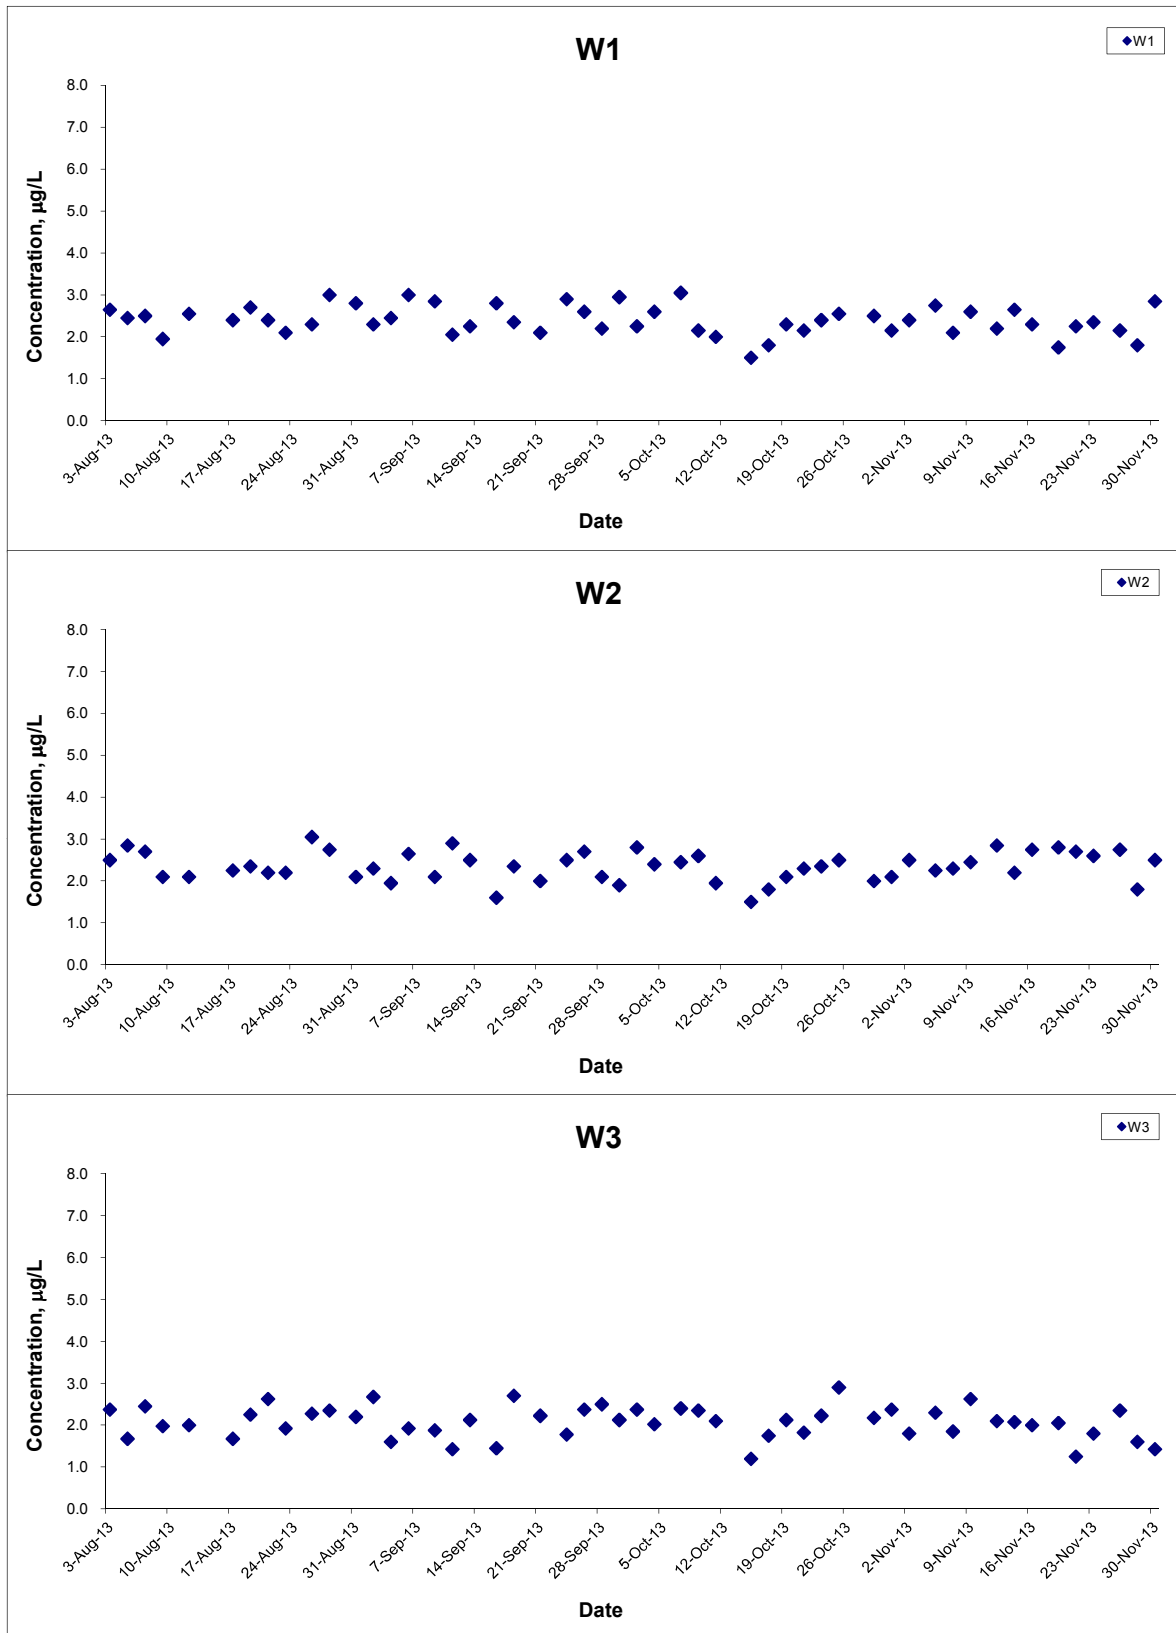 W1
W1
8.0
7.0
6.0
5.0
4.0
3.0
2.0
1.0
0.0
Concentration, µg/L
3-Aug-13
10-Aug-13
17-Aug-13
24-Aug-13
31-Aug-13
7-Sep-13
14-Sep-13
21-Sep-13
28-Sep-13
5-Oct-13
12-Oct-13
19-Oct-13
26-Oct-13
2-Nov-13
9-Nov-13
16-Nov-13
23-Nov-13
30-Nov-13
Date
W2
W2
8.0
7.0
6.0
5.0
4.0
3.0
2.0
1.0
0.0
Concentration, µg/L
3-Aug-13
10-Aug-13
17-Aug-13
24-Aug-13
31-Aug-13
7-Sep-13
14-Sep-13
21-Sep-13
28-Sep-13
5-Oct-13
12-Oct-13
19-Oct-13
26-Oct-13
2-Nov-13
9-Nov-13
16-Nov-13
23-Nov-13
30-Nov-13
Date
W3
W3
8.0
7.0
6.0
5.0
4.0
3.0
2.0
1.0
0.0
Concentration, µg/L
3-Aug-13
10-Aug-13
17-Aug-13
24-Aug-13
31-Aug-13
7-Sep-13
14-Sep-13
21-Sep-13
28-Sep-13
5-Oct-13
12-Oct-13
19-Oct-13
26-Oct-13
2-Nov-13
9-Nov-13
16-Nov-13
23-Nov-13
30-Nov-13
Date